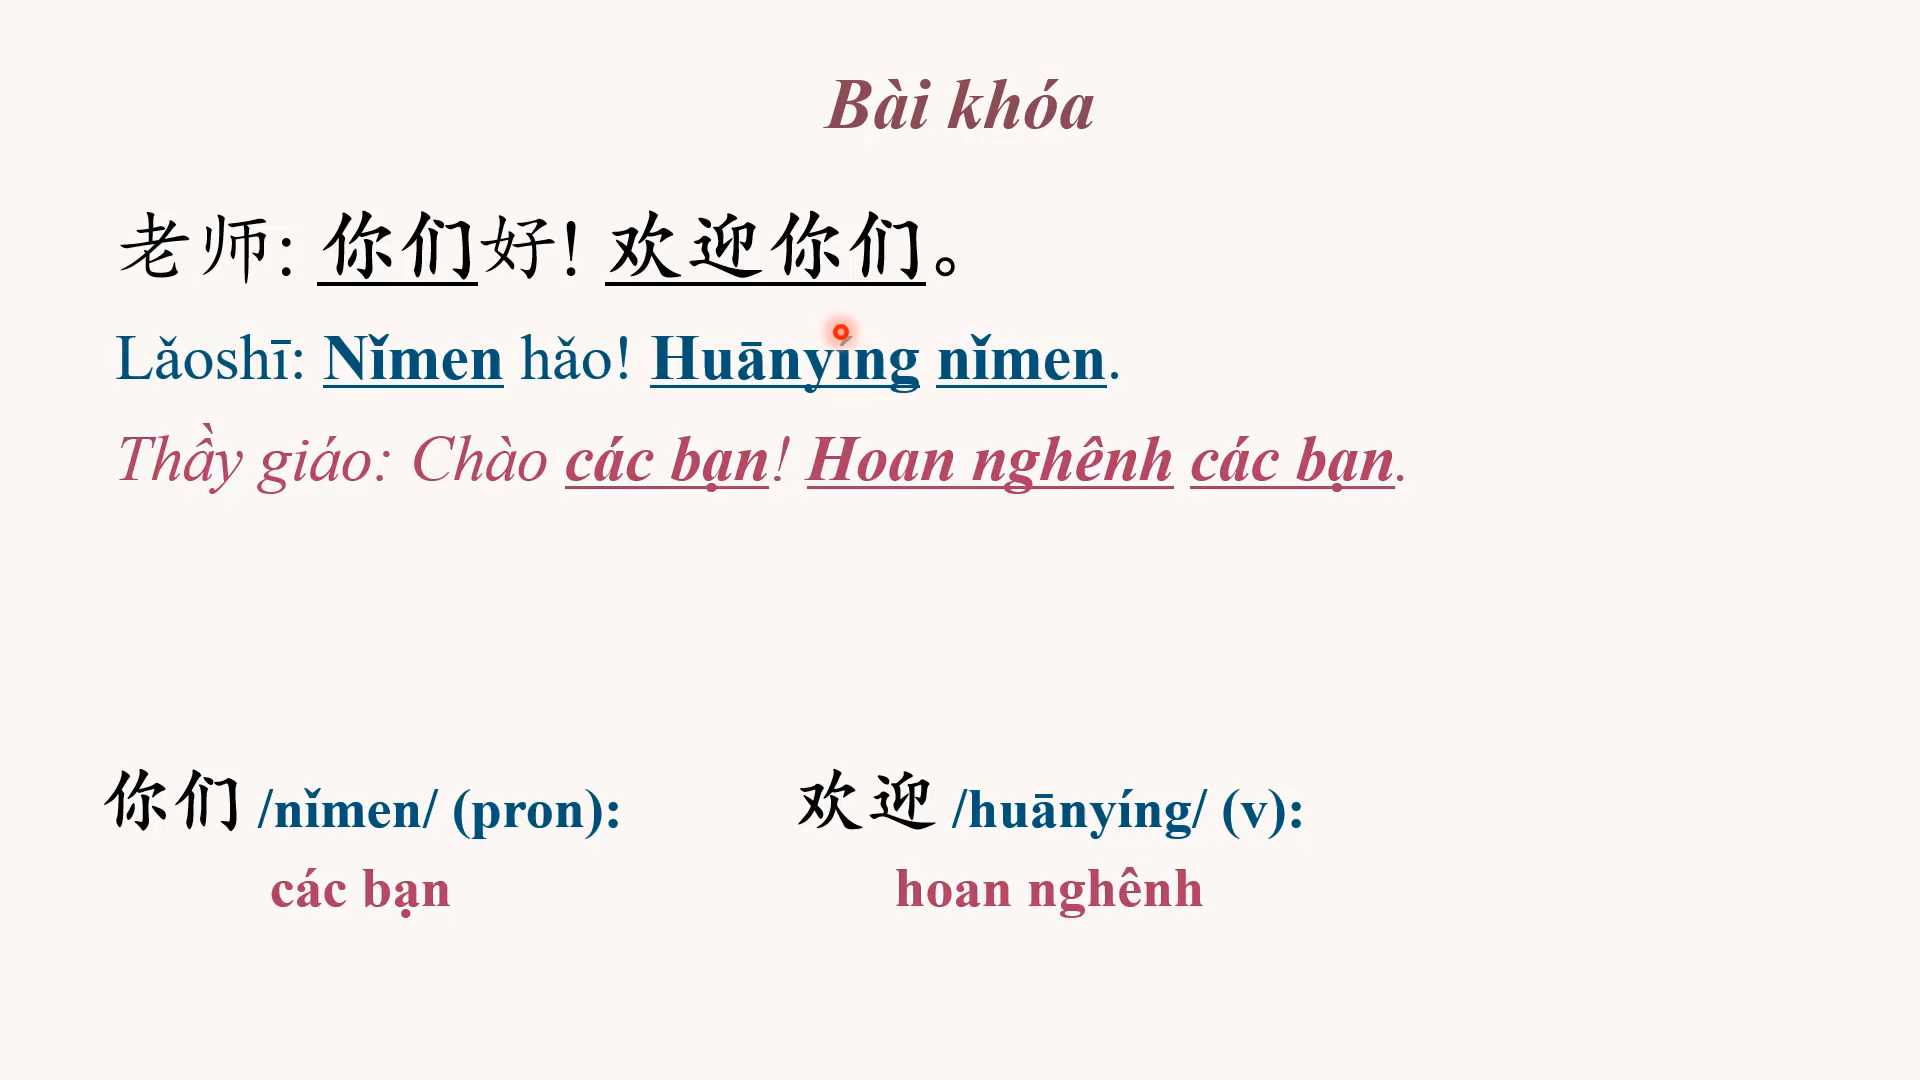 Bài khóa
老师: 你们好! 欢迎你们。
Lǎoshī: Nǐmen hǎo! Huānyíng nǐmen.
Thầy giáo: Chào các bạn! Hoan nghênh các bạn.
你们 /nǐmen/ (pron): 欢迎 /huānyíng/ (v):
các bạn hoan nghênh